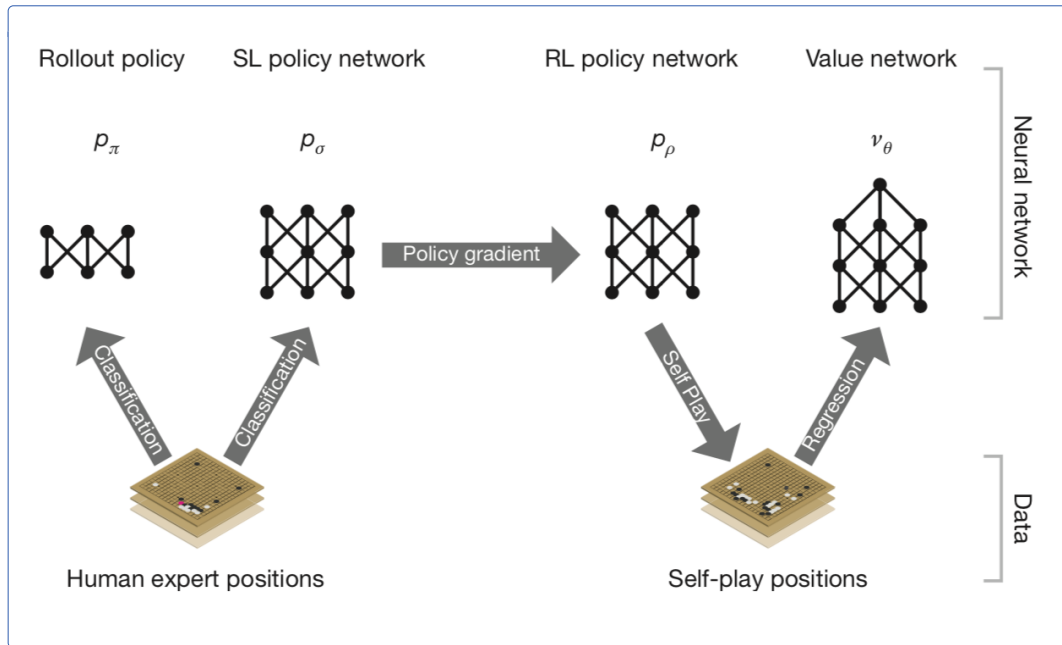 Rollout policy
SL policy network
RL policy network
Value network
Neural network
pπ
pσ
pρ
νθ
Policy gradient
Classification
Classification
Self Play
Regression
Data
Human expert positions
Self-play positions